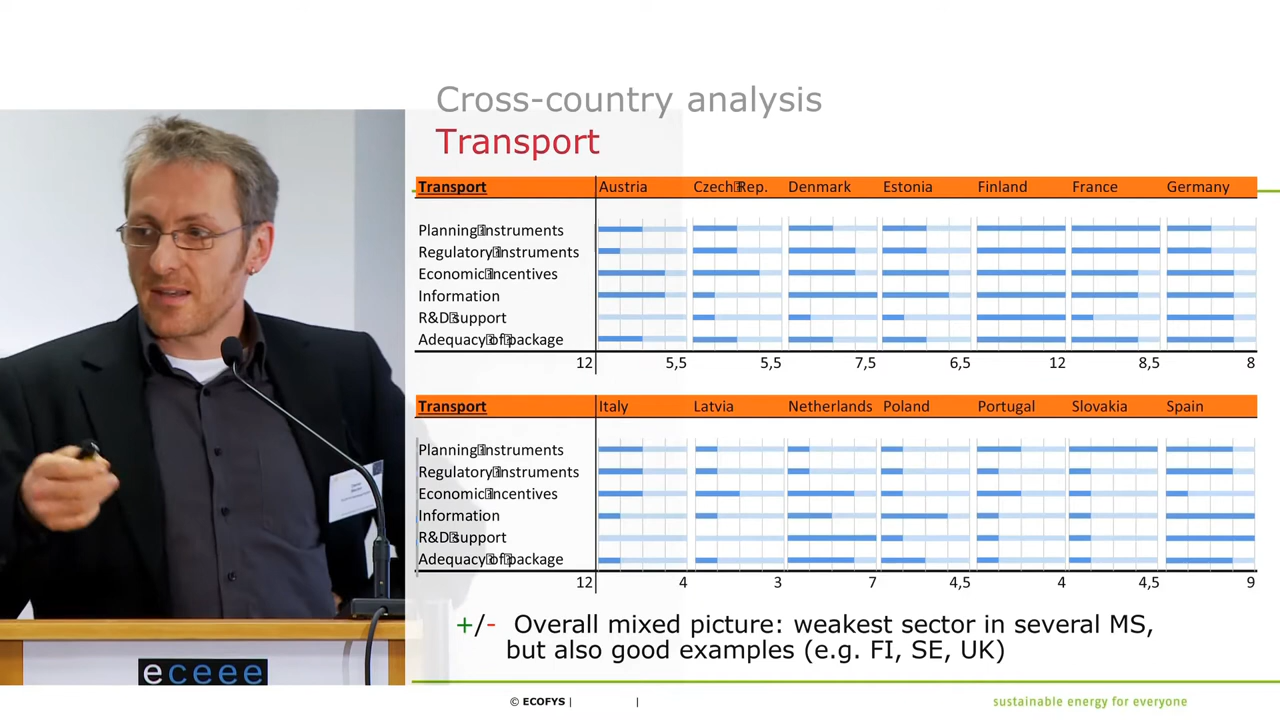 Cross-country analysis
Transport
Transport Austria Czech Rep. Denmark Estonia Finland France Germany
Planning Instruments
Regulatory Instruments
Economic Incentives
Information
R&D support
Adequacy of package
12 5,5 5,5 7,5 6,5 12 8,5 8
Transport Italy Latvia Netherlands Poland Portugal Slovakia Spain
Planning Instruments
Regulatory Instruments
Economic Incentives
Information
R&D support
Adequacy of package
12 4 3 7 4,5 4 4,5 9
+/- Overall mixed picture: weakest sector in several MS,
but also good examples (e.g. FI, SE, UK)
eceee
© ECOFYS | |
sustainable energy for everyone